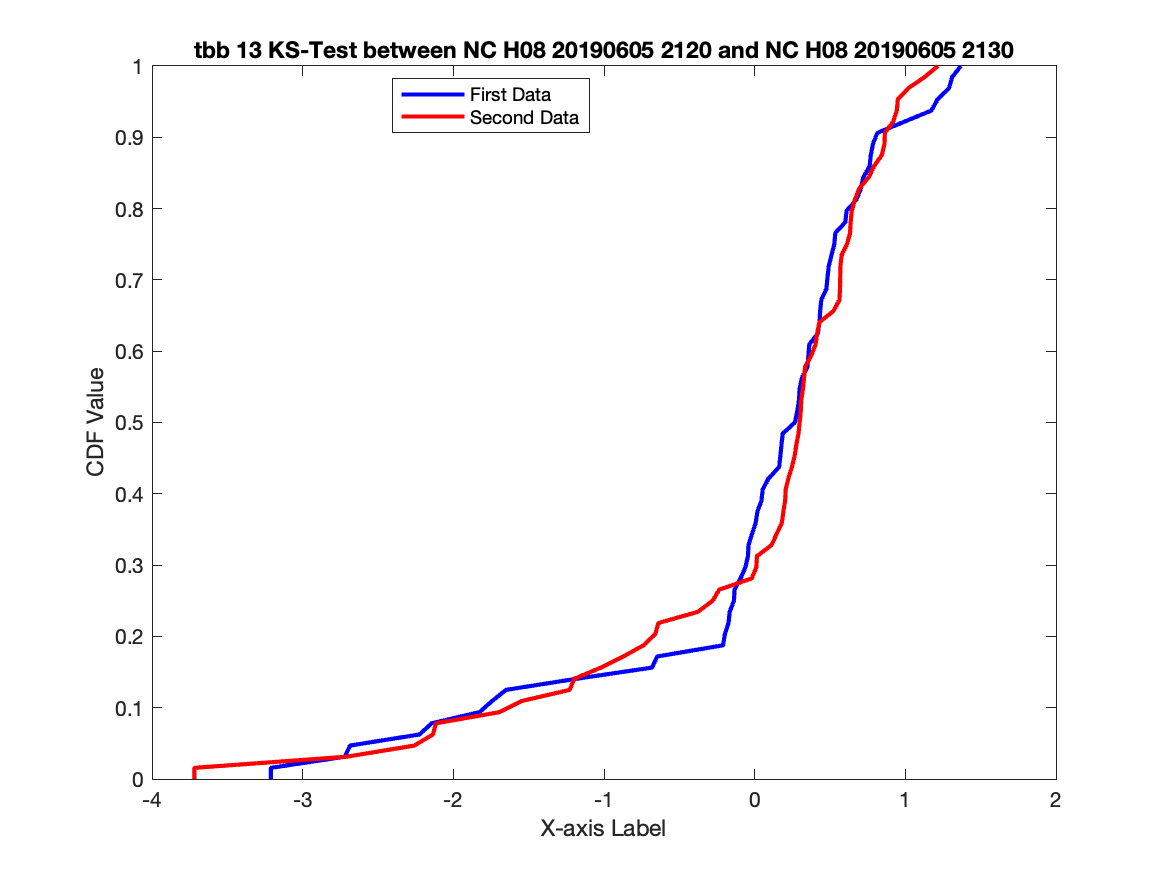 tbb 13 KS-Test between NC H08 20190605 2120 and NC H08 20190605 2130
First Data
Second Data
1
0.9
0.8
0.7
0.6
0.5
0.4
0.3
0.2
0.1
0
CDF Value
-4 -3 -2 -1 0 1 2
X-axis Label